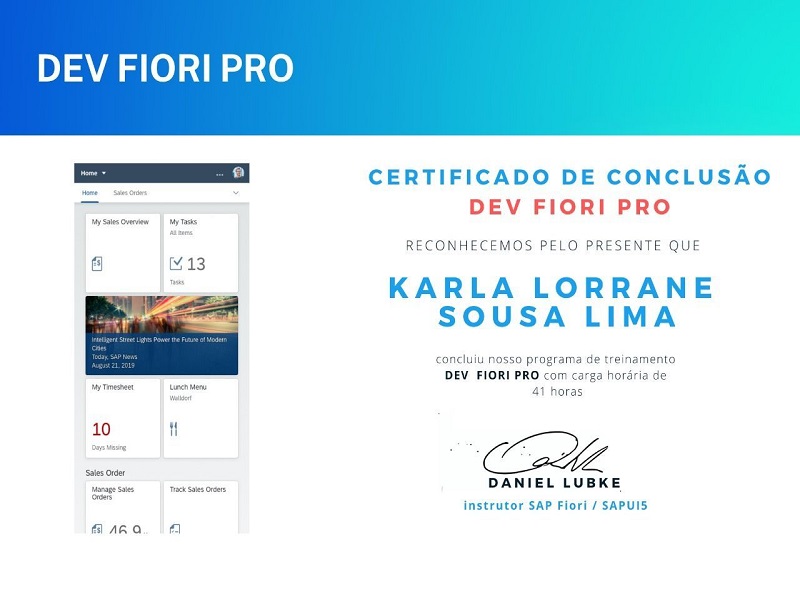 DEV FIORI PRO
Home
Home Sales Orders
My Sales Overview
My Tasks
All Items
13
Tasks
Intelligent Street Lights Power the Future of Modern
Cities
Today, SAP News
August 21, 2019
My Timesheet
10
Days Missing
Lunch Menu
Walldorf
Sales Order
Manage Sales
Orders
46.9
Track Sales Orders
CERTIFICADO DE CONCLUSÃO
DEV FIORI PRO
RECONHECEMOS PELO PRESENTE QUE
KARLA LORRANE
SOUSA LIMA
concluiu nosso programa de treinamento
DEV FIORI PRO com carga horária de
41 horas
DANIEL LUBKE
instrutor SAP Fiori / SAPUI5